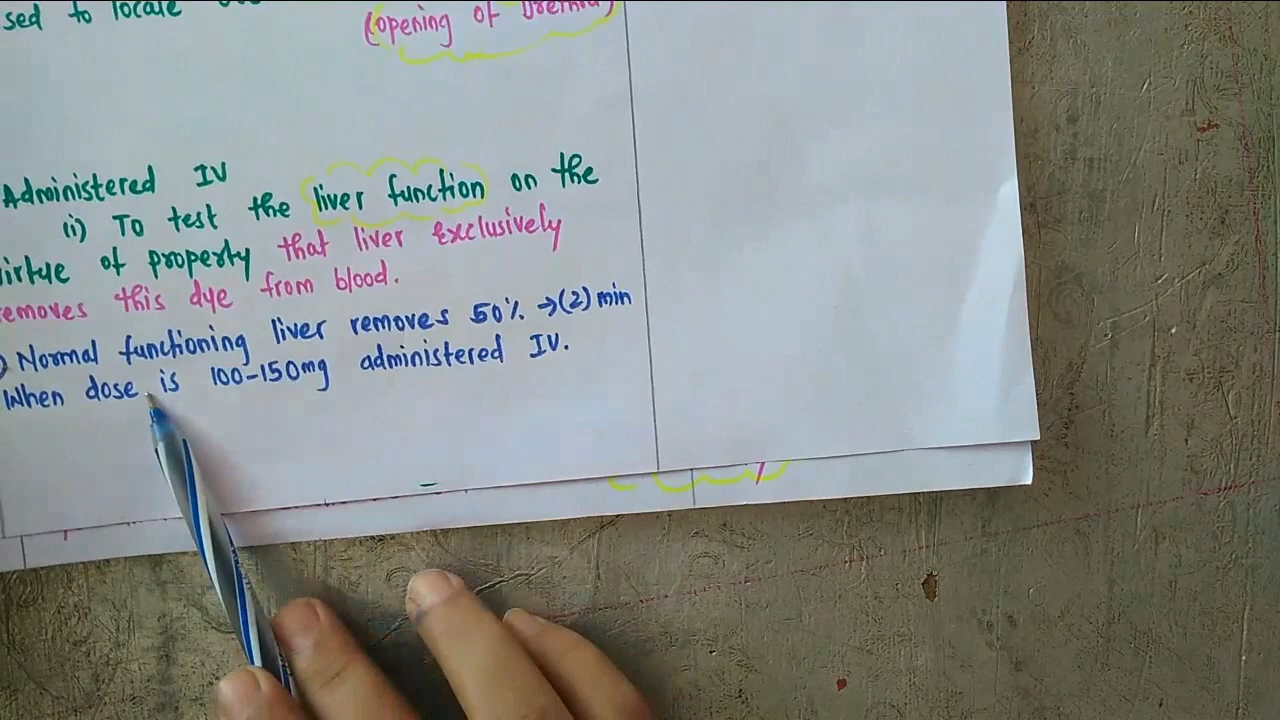 sed to locate
(opening of Urethra)
Administered IV
(i) To test the liver function on the
virtue of property that liver exclusively
removes this dye from blood.
) Normal functioning liver removes 50% → (2) min
When dose is 100-150mg administered IV.